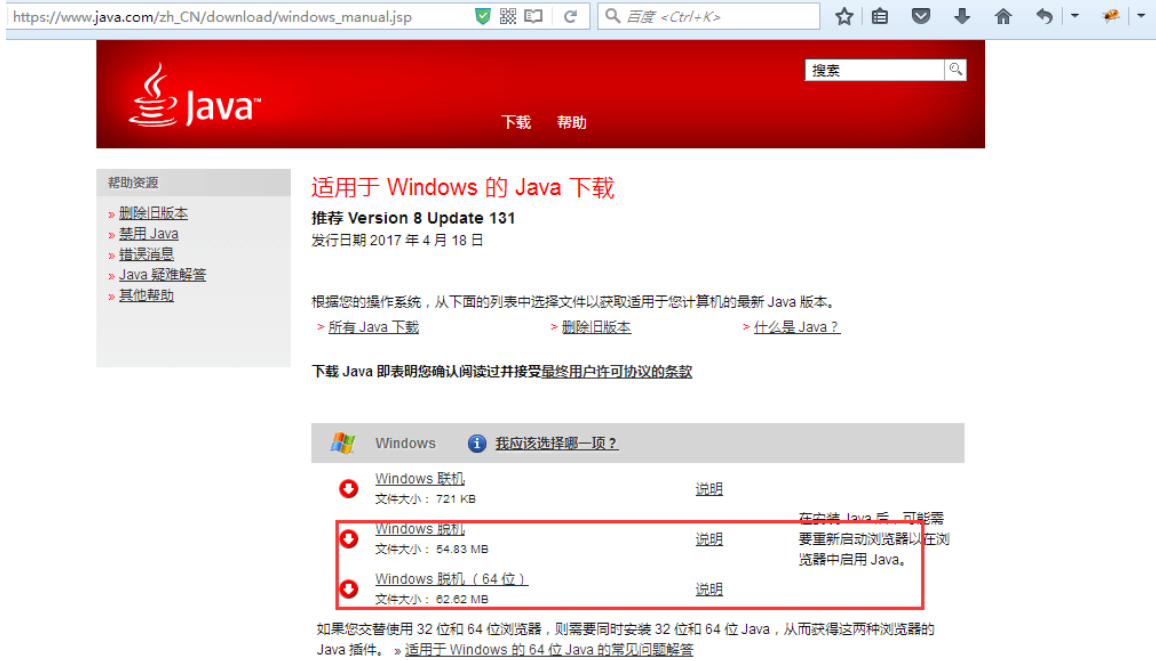 https://www.java.com/zh_CN/download/windows_manual.jsp
百度 <Ctrl+K>
搜索
Java™
下载 帮助
帮助资源
» 删除旧版本
» 禁用 Java
» 错误消息
» Java 疑难解答
» 其他帮助
适用于 Windows 的 Java 下载
推荐 Version 8 Update 131
发行日期 2017 年 4 月 18 日
根据您的操作系统，从下面的列表中选择文件以获取适用于您计算机的最新 Java 版本。
> 所有 Java 下载 > 删除旧版本 > 什么是 Java？
下载 Java 即表明您确认阅读过并接受最终用户许可协议的条款
Windows 我应该选择哪一项？
Windows 联机
文件大小： 721 KB
说明
Windows 脱机
文件大小： 54.83 MB
说明
Windows 脱机 （64 位）
文件大小： 62.62 MB
说明
在安装 Java 后，可能需
要重新启动浏览器以在浏
览器中启用 Java。
如果您交替使用 32 位和 64 位浏览器，则需要同时安装 32 位和 64 位 Java，从而获得这两种浏览器的
Java 插件。 » 适用于 Windows 的 64 位 Java 的常见问题解答